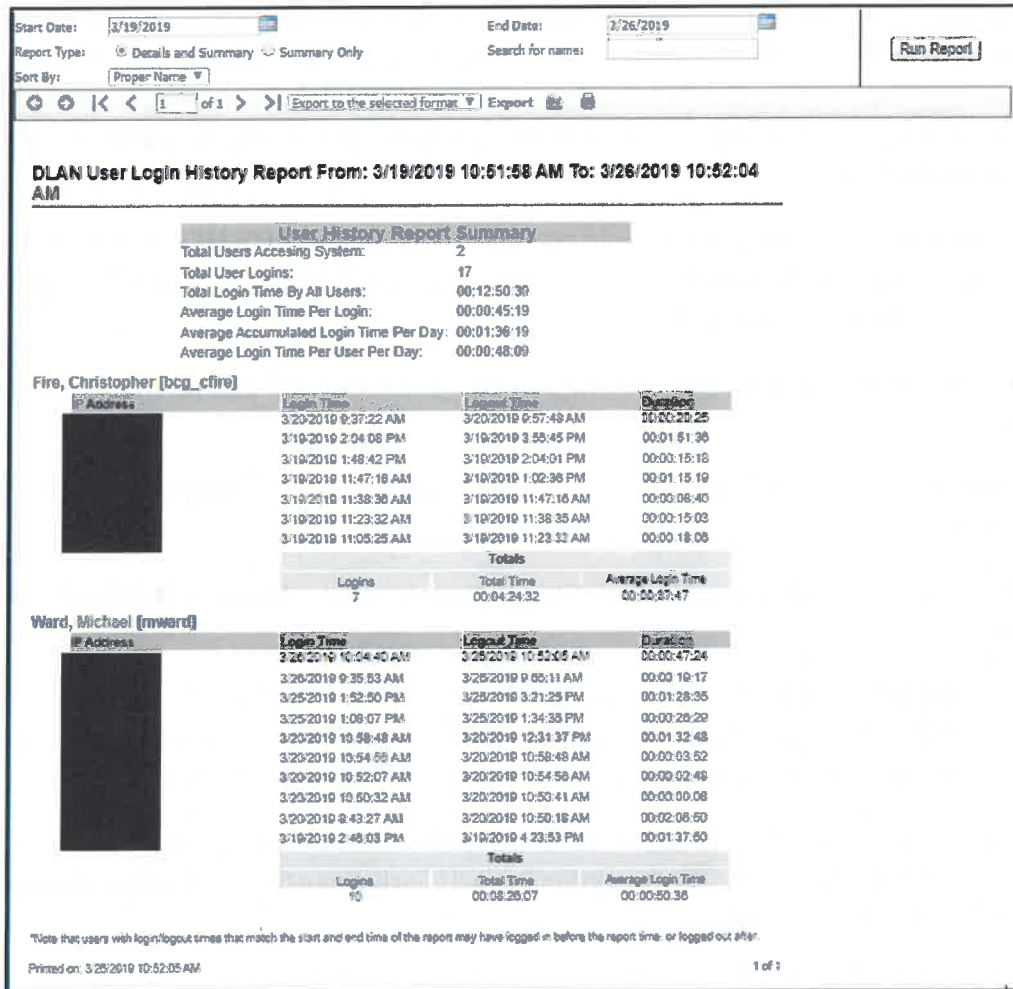 Start Date: 3/19/2019 End Date: 3/26/2019
Report Type: Details and Summary Summary Only Search for name: Run Report
Sort By: Proper Name
1 of 1 Export to the selected format Export
DLAN User Login History Report From: 3/19/2019 10:51:58 AM To: 3/26/2019 10:52:04
AM
User History Report Summary
Total Users Accesing System: 2
Total User Logins: 17
Total Login Time By All Users: 00:12:50:39
Average Login Time Per Login: 00:00:45:19
Average Accumulated Login Time Per Day: 00:01:36:19
Average Login Time Per User Per Day: 00:00:48:09
Fire, Christopher [bcg_cfire]
IP Address Login Time Logout Time Duration
3/20/2019 9:37:22 AM 3/20/2019 9:57:48 AM 00:00:20:25
3/19/2019 2:04:08 PM 3/19/2019 3:55:45 PM 00:01:51:36
3/19/2019 1:48:42 PM 3/19/2019 2:04:01 PM 00:00:15:18
3/19/2019 11:47:18 AM 3/19/2019 1:02:36 PM 00:01:15:19
3/19/2019 11:38:36 AM 3/19/2019 11:47:16 AM 00:00:08:40
3/19/2019 11:23:32 AM 3/19/2019 11:38:35 AM 00:00:15:03
3/19/2019 11:05:25 AM 3/19/2019 11:23:32 AM
Totals
Logins Total Time Average Login Time
7 00:04:24:32 00:00:37:47
Ward, Michael [mward]
IP Address Login Time Logout Time Duration
3/26/2019 10:04:40 AM 10:52:05 AM 00:00:47:24
3/26/2019 9:35:53 AM 00:00:19:17
3/25/2019 1:52:50 PM 3/25/2019 3:21:25 PM 00:01:28:35
3/25/2019 1:08:07 PM 3/25/2019 1:34:36 PM 00:00:26:29
3/20/2019 10:58:48 AM 3/20/2019 12:31:37 PM 00:01:32:48
3/20/2019 10:54:56 AM 3/20/2019 10:58:48 AM 00:00:03:52
3/20/2019 10:52:07 AM 3/20/2019 10:54:56 AM 00:00:02:48
3/20/2019 10:50:32 AM 3/20/2019 10:50:41 AM
3/20/2019 3/20/2019 10:50:18 AM 00:02:06:50
3/19/2019 2:46:03 PM 3/19/2019 4:23:53 PM 00:01:37:50
Totals
Logins Total Time Average Login Time
10 00:08:26:07 00:00:50:36
*Note that users with login/logout times that match the start and end time of the report may have logged in before the report time, or logged out after.
Printed on: 10:52:05 AM 1 of 1